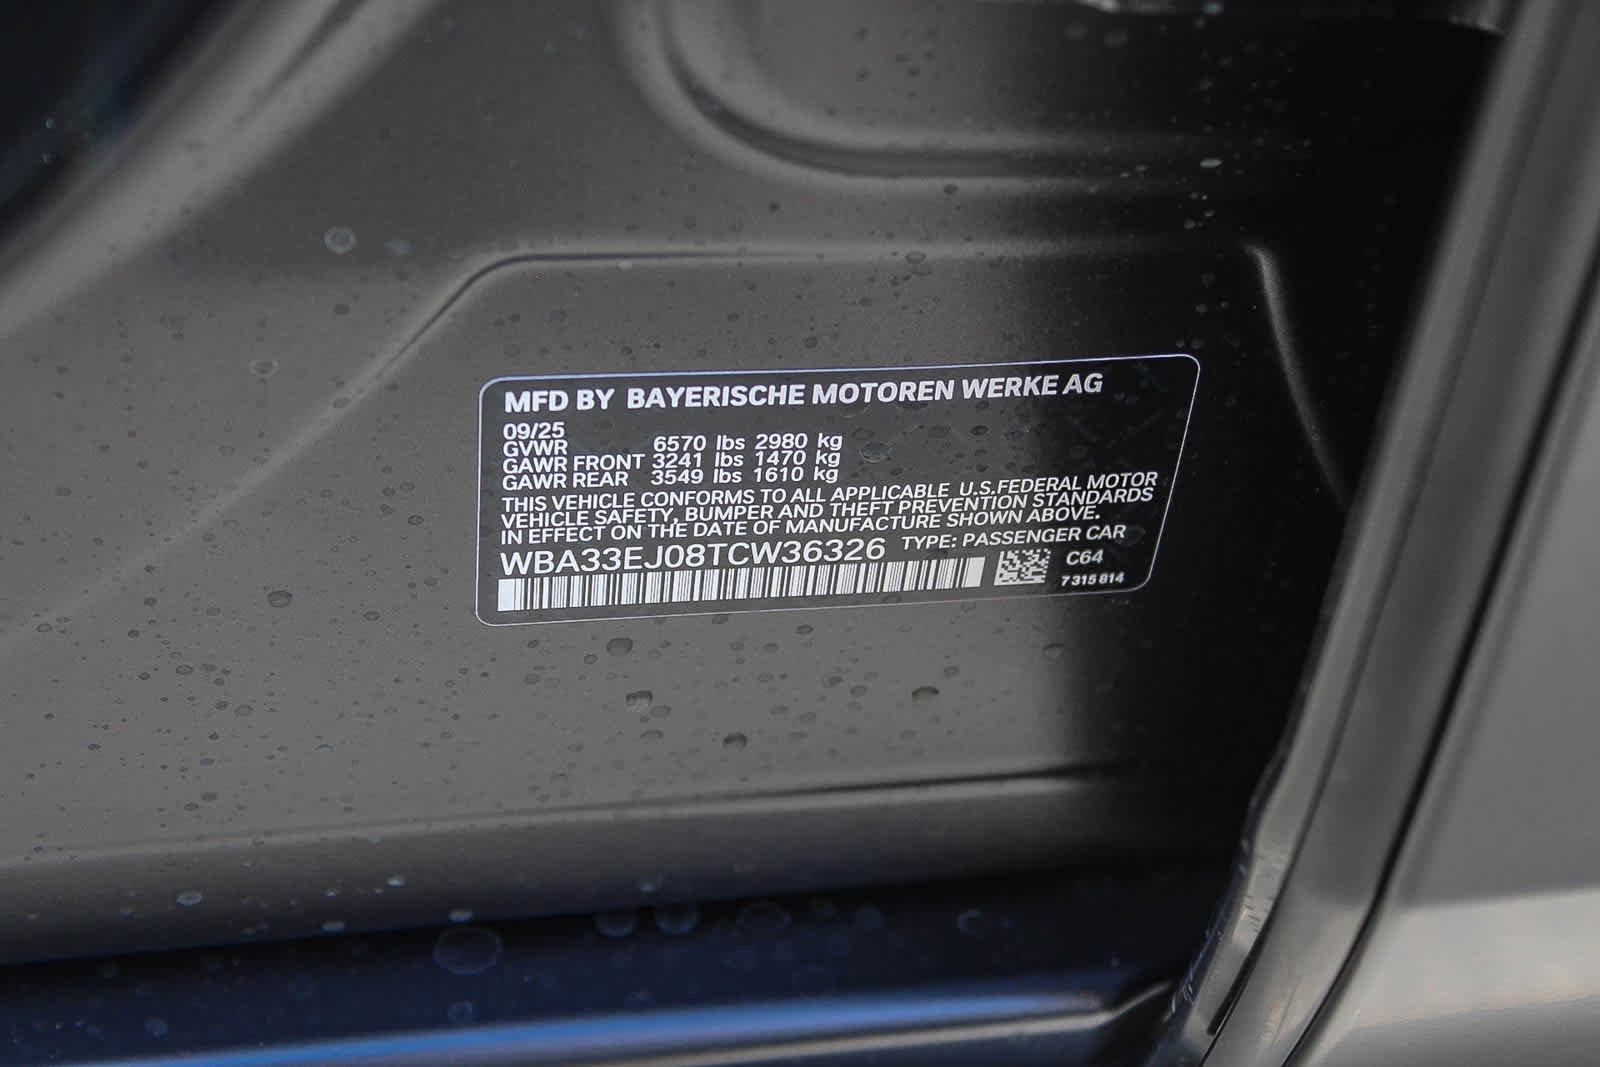 MFD BY BAYERISCHE MOTOREN WERKE AG
09/25
GVWR 6570 lbs 2980 kg
GAWR FRONT 3241 lbs 1470 kg
GAWR REAR 3549 lbs 1610 kg
THIS VEHICLE CONFORMS TO ALL APPLICABLE U.S.FEDERAL MOTOR
VEHICLE SAFETY, BUMPER AND THEFT PREVENTION STANDARDS
IN EFFECT ON THE DATE OF MANUFACTURE SHOWN ABOVE.
WBA33EJ08TCW36326 TYPE: PASSENGER CAR
C64
7 315 814